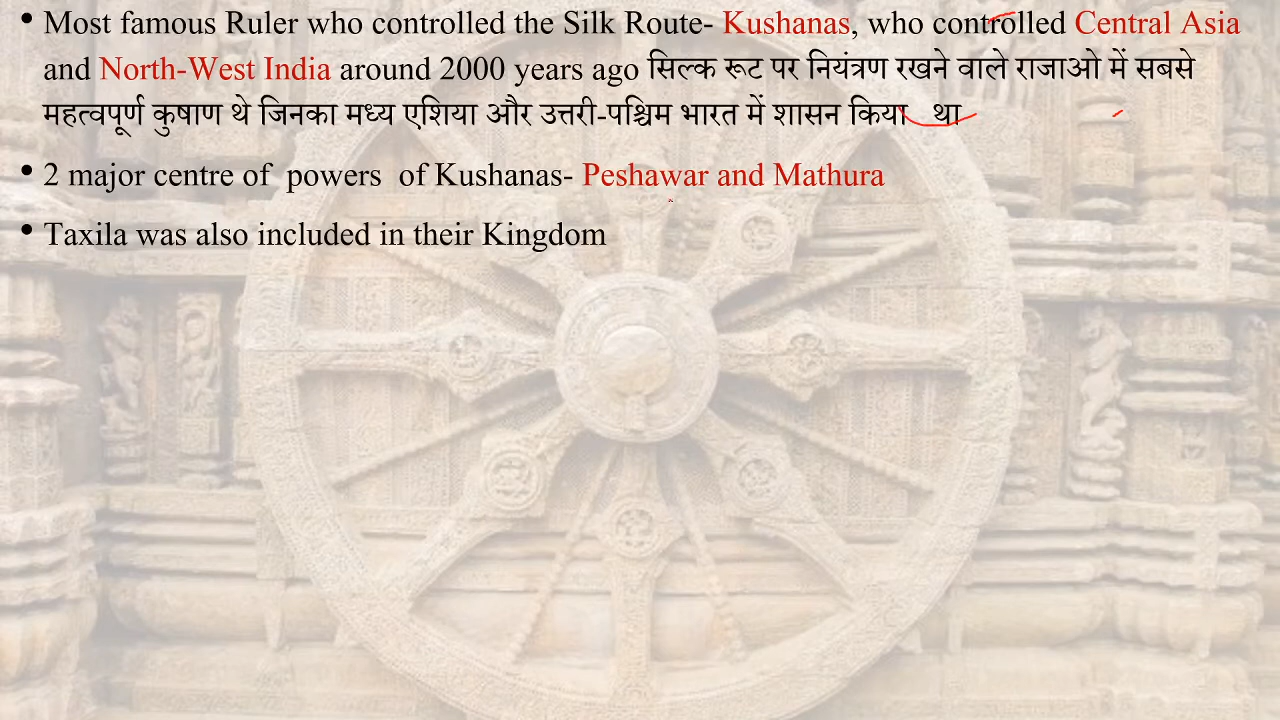 • Most famous Ruler who controlled the Silk Route- Kushanas, who controlled Central Asia
and North-West India around 2000 years ago सिल्क रूट पर नियंत्रण रखने वाले राजाओ में सबसे
महत्वपूर्ण कुषाण थे जिनका मध्य एशिया और उत्तरी-पश्चिम भारत में शासन किया था
• 2 major centre of powers of Kushanas- Peshawar and Mathura
• Taxila was also included in their Kingdom